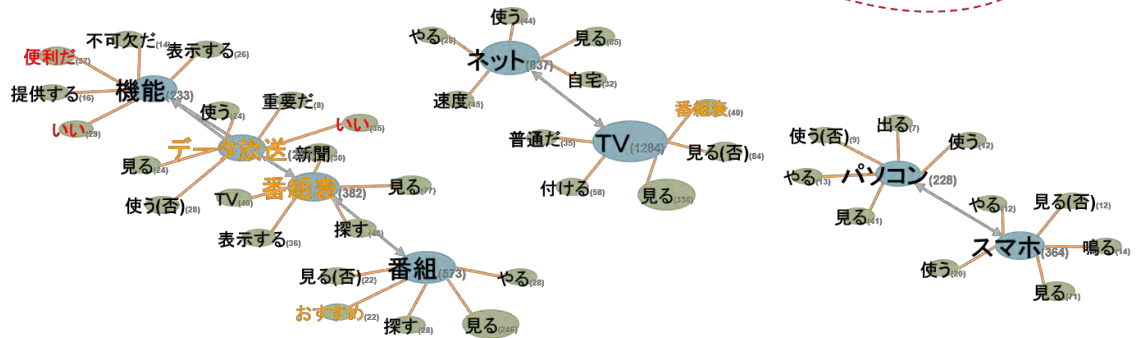 不可欠だ(14)
便利だ(37)
表示する(26)
機能(233)
提供する(16)
いい(29)
使う(24)
重要だ(8)
いい(35)
データ放送
新聞(30)
見る(24)
番組表(382)
見る(77)
使う(否)(28)
TV(40)
表示する(36)
探す
番組(573)
見る(否)(22)
やる(28)
おすすめ(22)
探す(28)
見る(246)
使う(44)
やる(25)
見る(85)
ネット(837)
自宅(32)
速度(45)
番組表(40)
普通だ(35)
TV(1284)
見る(否)(84)
付ける(58)
見る(336)
出る(7)
使う(否)(9)
使う(12)
やる(13)
パソコン(228)
見る(41)
やる(12)
見る(否)(12)
スマホ(364)
鳴る(14)
使う(20)
見る(71)